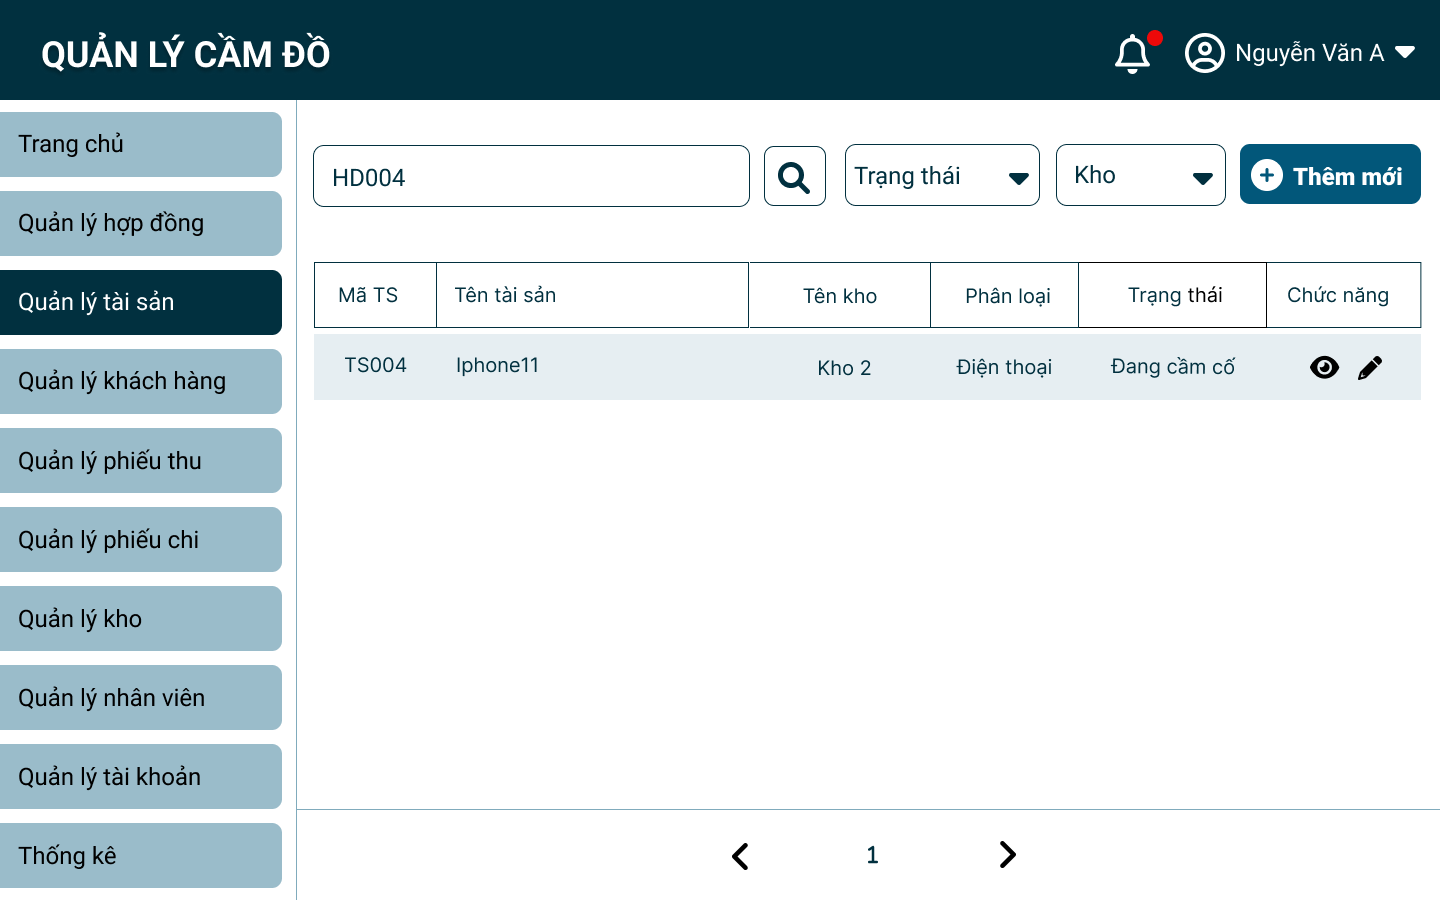 QUẢN LÝ CẦM ĐỒ
Nguyễn Văn A
Trang chủ
Quản lý hợp đồng
Quản lý tài sản
Quản lý khách hàng
Quản lý phiếu thu
Quản lý phiếu chi
Quản lý kho
Quản lý nhân viên
Quản lý tài khoản
Thống kê
HD004
Trạng thái
Kho
Thêm mới
Mã TS Tên tài sản Tên kho Phân loại Trạng thái Chức năng
TS004 Iphone11 Kho 2 Điện thoại Đang cầm cố
1